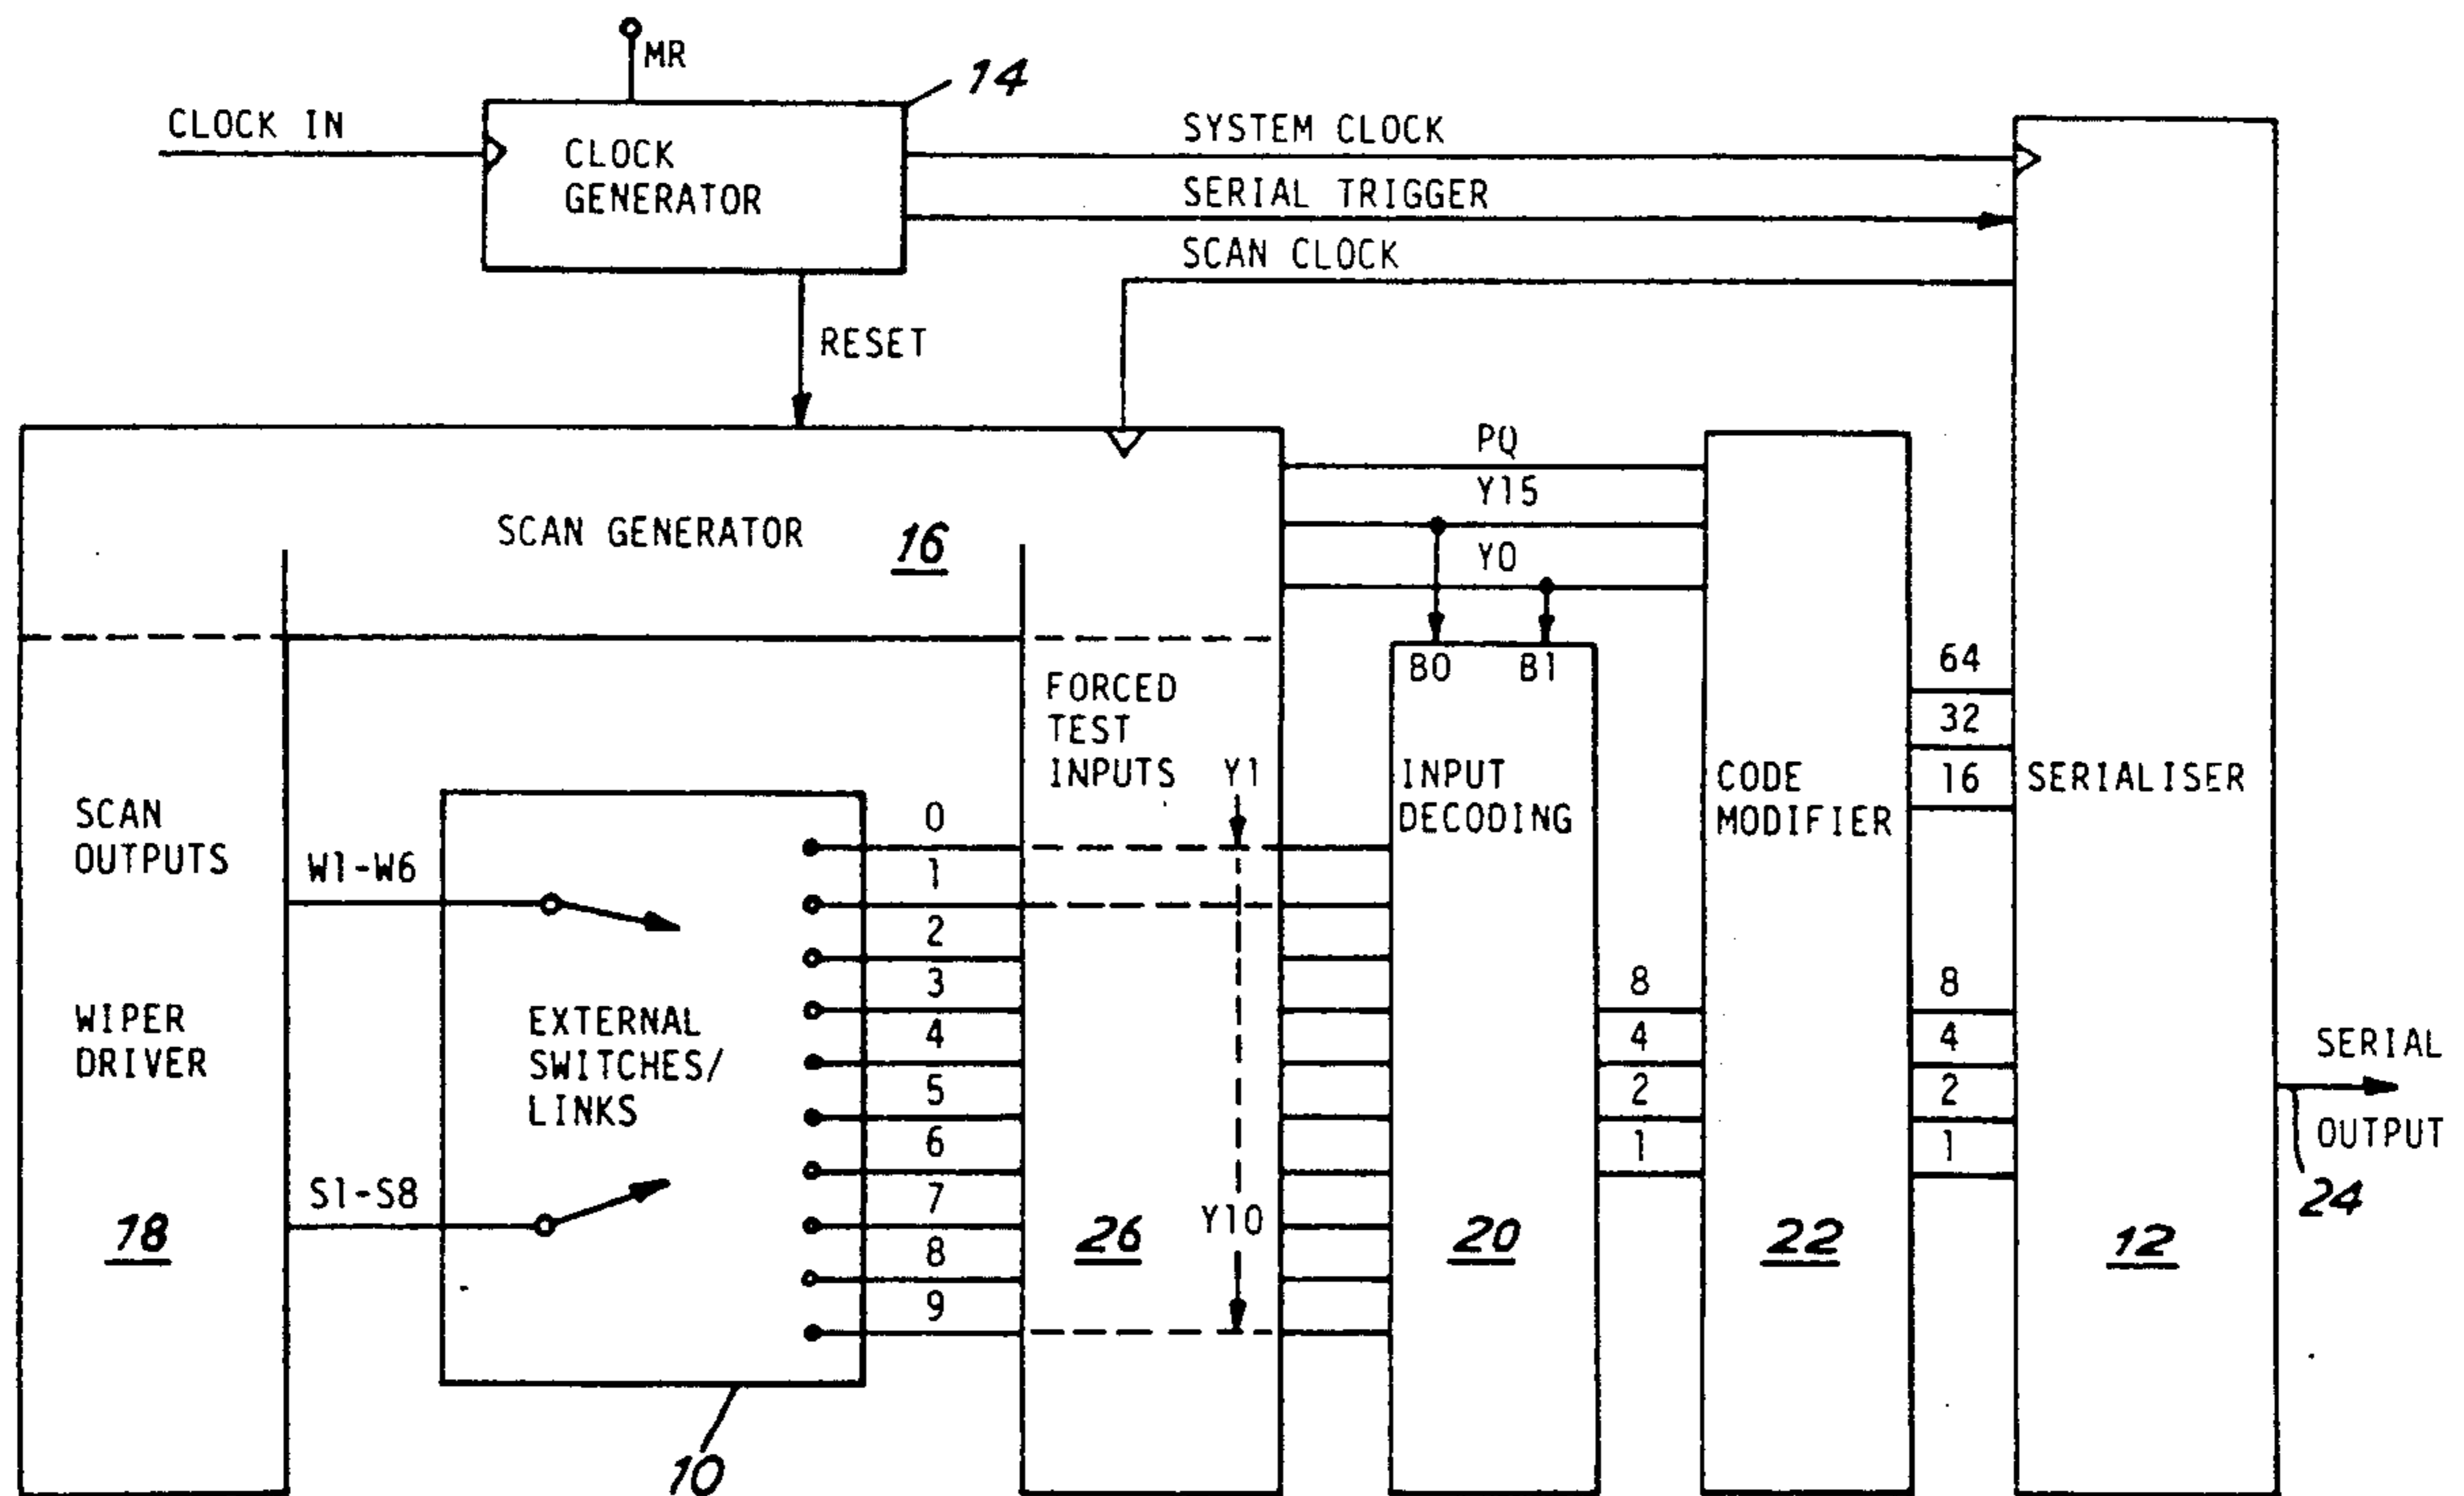 MR
14
CLOCK IN
CLOCK
GENERATOR
SYSTEM CLOCK
SERIAL TRIGGER
SCAN CLOCK
RESET
PQ
Y15
Y0
SCAN GENERATOR
16
B0
B1
FORCED
TEST
INPUTS
Y1
Y10
26
SCAN
OUTPUTS
WIPER
DRIVER
18
W1-W6
S1-S8
EXTERNAL
SWITCHES/
LINKS
10
0
1
2
3
4
5
6
7
8
9
INPUT
DECODING
20
8
4
2
1
CODE
MODIFIER
22
64
32
16
8
4
2
1
SERIALISER
12
SERIAL
OUTPUT
24